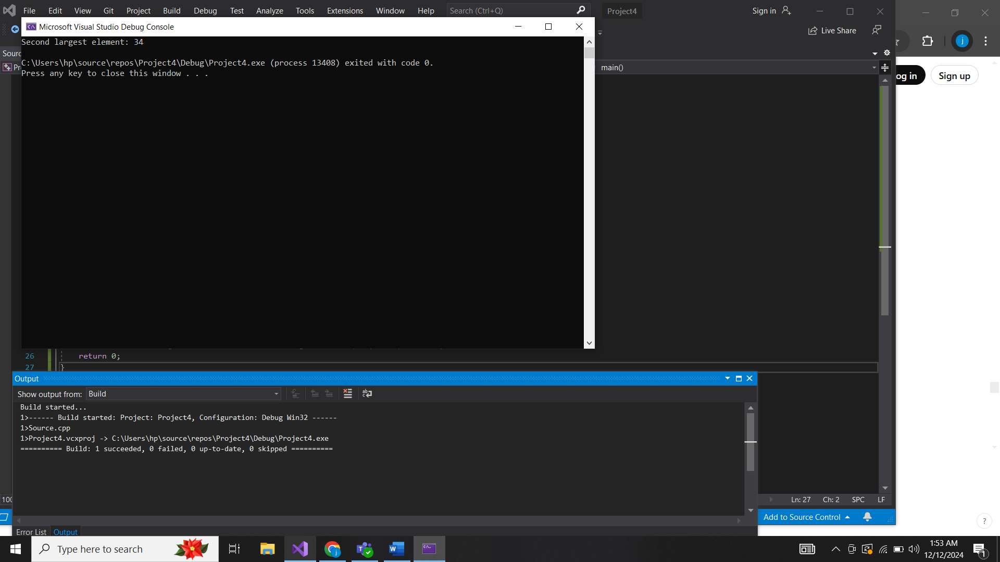 File Edit View Git Project Build Debug Test Analyze Tools Extensions Window Help Search (Ctrl+Q) Project4 Sign in
Microsoft Visual Studio Debug Console
Live Share
Second largest element: 34
C:\Users\hp\source\repos\Project4\Debug\Project4.exe (process 13408) exited with code 0.
Press any key to close this window . . .
main()
Sign up
26 return 0;
27 }
Output
Show output from: Build
Build started...
1>------ Build started: Project: Project4, Configuration: Debug Win32 ------
1>Source.cpp
1>Project4.vcxproj -> C:\Users\hp\source\repos\Project4\Debug\Project4.exe
========== Build: 1 succeeded, 0 failed, 0 up-to-date, 0 skipped ==========
Ln: 27 Ch: 2 SPC LF
Add to Source Control
Error List Output
Type here to search
1:53 AM
12/12/2024
1